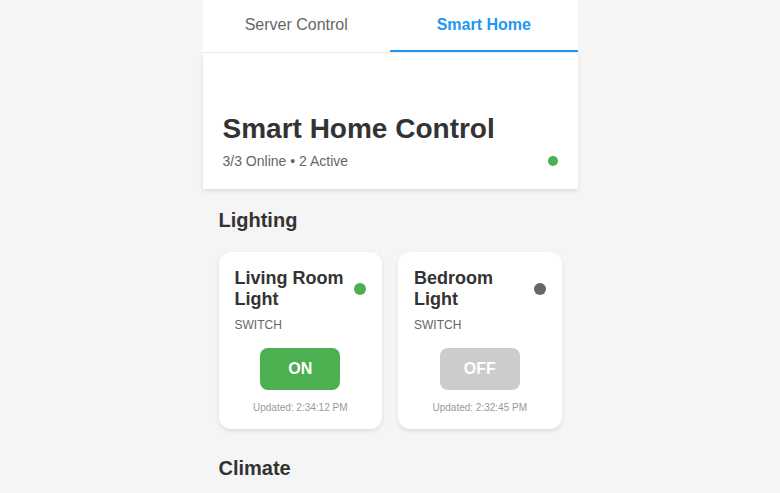 Server Control
Smart Home
Smart Home Control
3/3 Online • 2 Active
Lighting
Living Room
Light
SWITCH
ON
Updated: 2:34:12 PM
Bedroom
Light
SWITCH
OFF
Updated: 2:32:45 PM
Climate